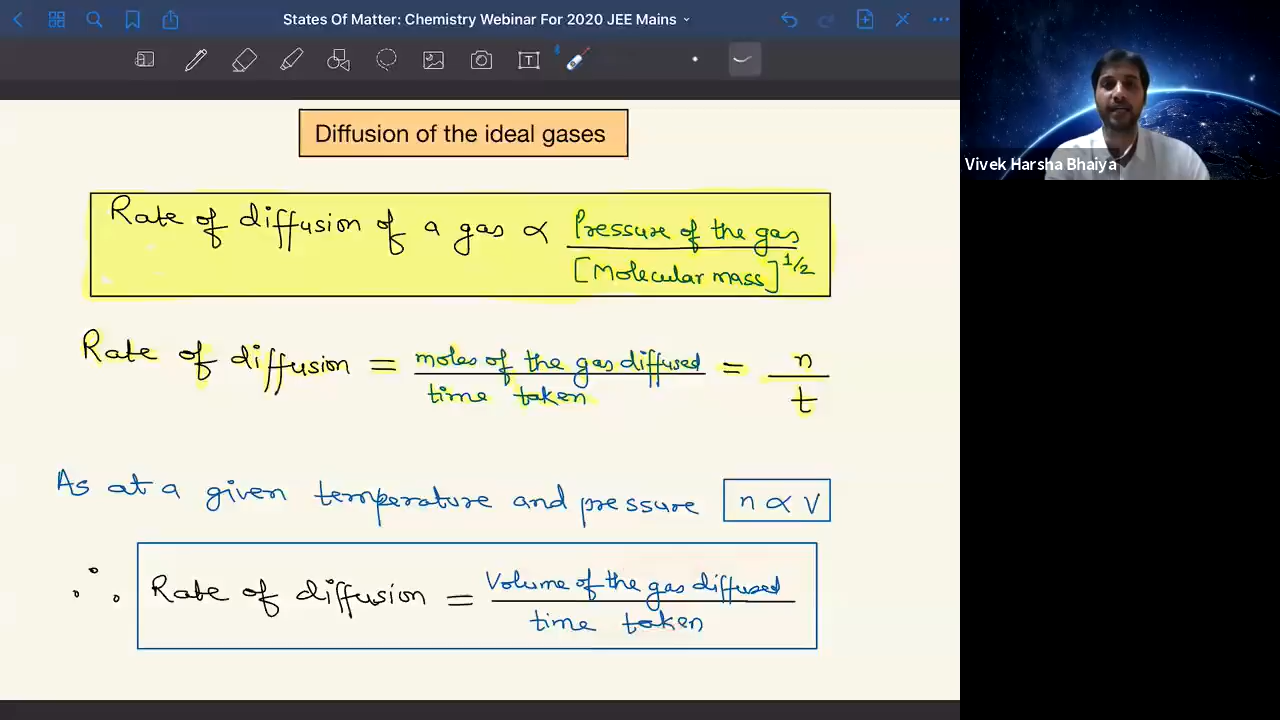 States Of Matter: Chemistry Webinar For 2020 JEE Mains
T
Diffusion of the ideal gases
Vivek Harsha Bhaiya
Rate of diffusion of a gas ∝ Pressure of the gas
[Molecular mass]^1/2
Rate of diffusion = moles of the gas diffused = n
time taken t
As at a given temperature and pressure n ∝ V
∴ Rate of diffusion = Volume of the gas diffused
time taken